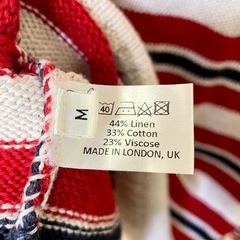 M
40
44% Linen
33% Cotton
23% Viscose
MADE IN LONDON, UK